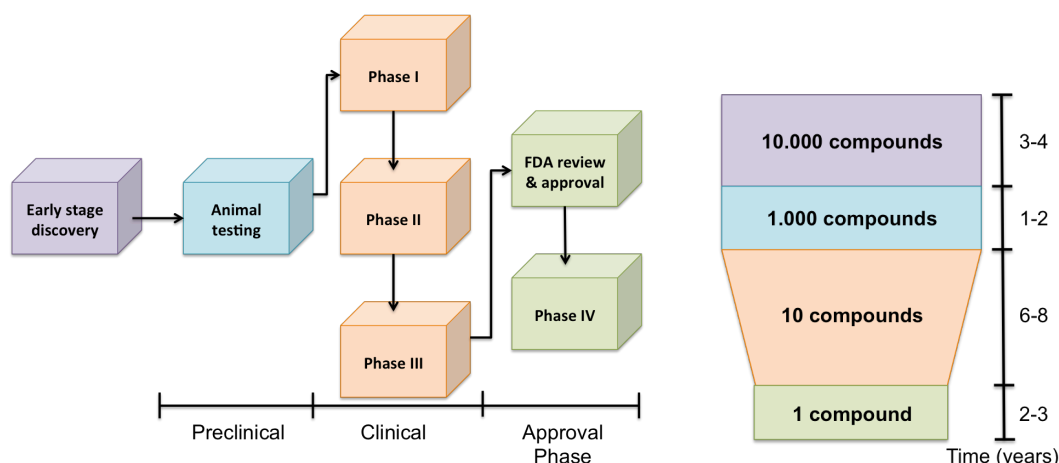 Early stage
discovery
Animal
testing
Phase I
Phase II
Phase III
FDA review
& approval
Phase IV
Preclinical
Clinical
Approval
Phase
10.000 compounds
3-4
1.000 compounds
1-2
10 compounds
6-8
1 compound
2-3
Time (years)